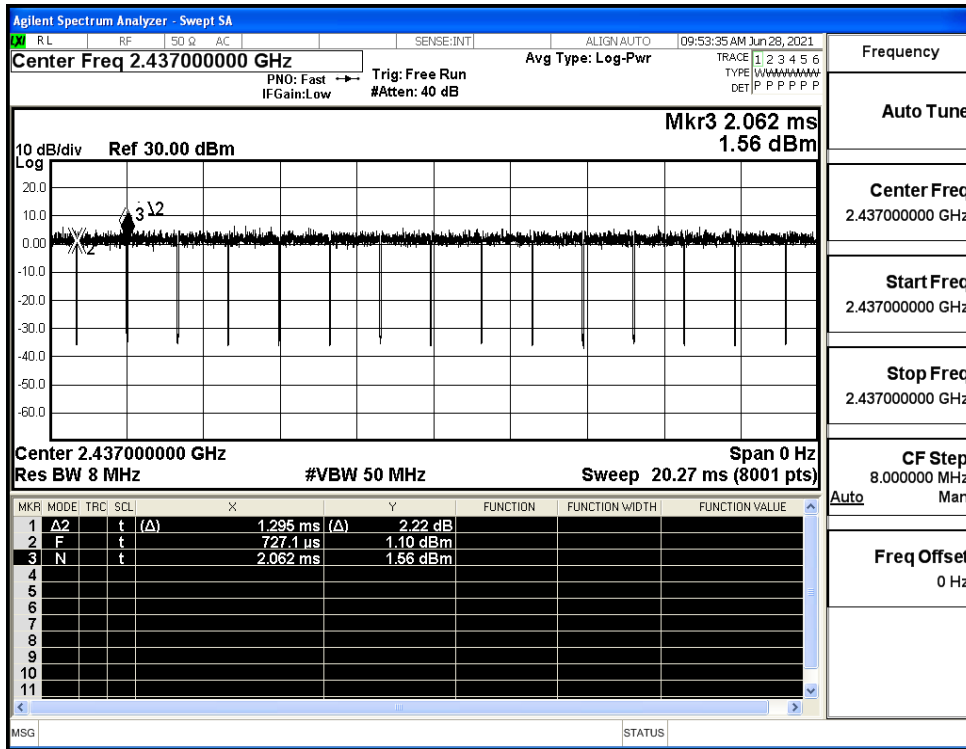 Agilent Spectrum Analyzer - Swept SA
LXI RL RF 50 Ω AC SENSE:INT ALIGN AUTO 09:53:35 AM Jun 28, 2021
Center Freq 2.437000000 GHz
PNO: Fast
IFGain:Low
Trig: Free Run
#Atten: 40 dB
Avg Type: Log-Pwr
TRACE 1 2 3 4 5 6
TYPE
DET P P P P P P
Mkr3 2.062 ms
1.56 dBm
10 dB/div Ref 30.00 dBm
Log
20.0
10.0
0.00
-10.0
-20.0
-30.0
-40.0
-50.0
-60.0
3 Δ2
2
Center 2.437000000 GHz Span 0 Hz
Res BW 8 MHz #VBW 50 MHz Sweep 20.27 ms (8001 pts)
MKR MODE TRC SCL X Y FUNCTION FUNCTION WIDTH FUNCTION VALUE
1 Δ2 t (Δ) 1.295 ms (Δ) 2.22 dB
2 F t 727.1 µs 1.10 dBm
3 N t 2.062 ms 1.56 dBm
4
5
6
7
8
9
10
11
MSG STATUS
Frequency
Auto Tune
Center Freq
2.437000000 GHz
Start Freq
2.437000000 GHz
Stop Freq
2.437000000 GHz
CF Step
8.000000 MHz
Auto Man
Freq Offset
0 Hz